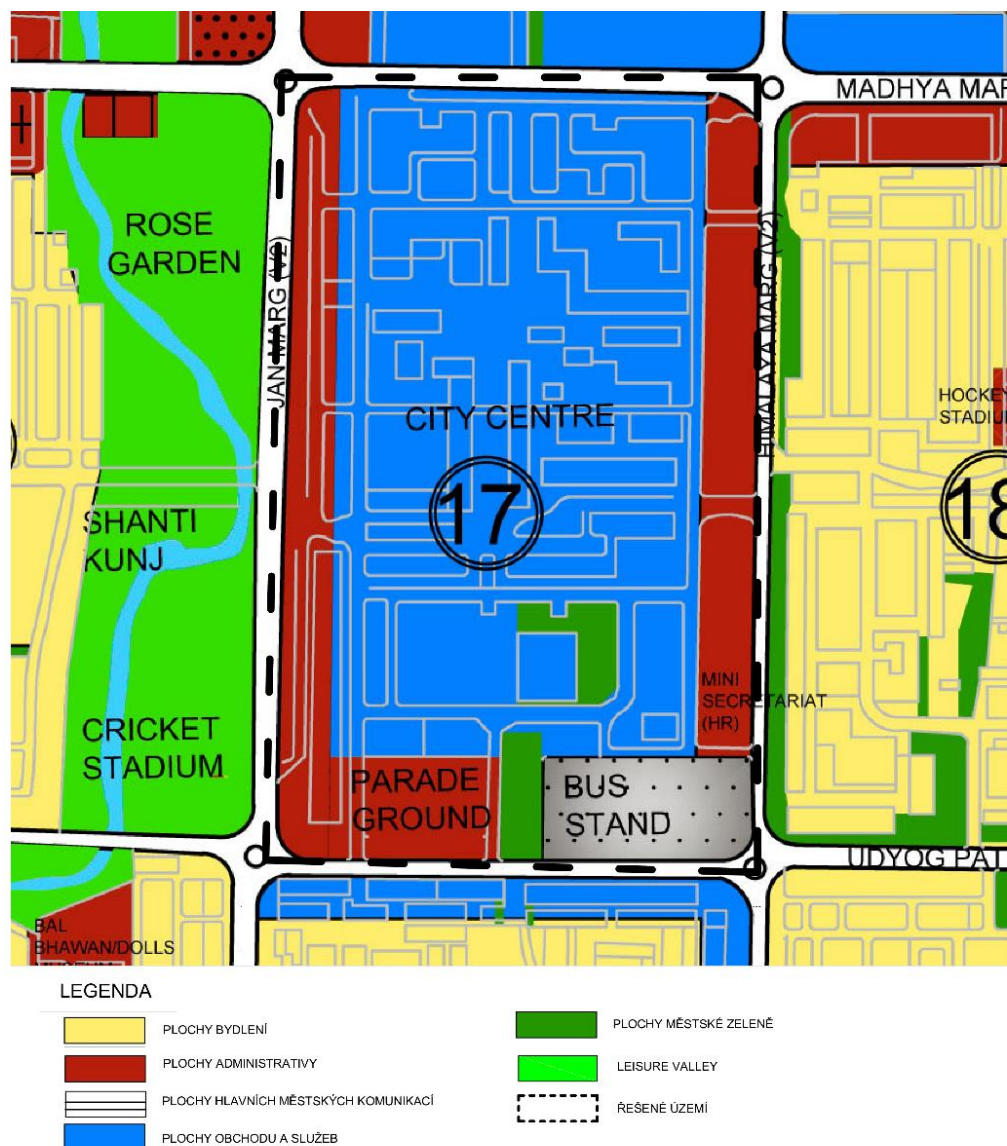 MADHYA MAR
ROSE
GARDEN
JAN MARG (V2)
HIMALAYA MARG (V2)
HOCKEY
STADIU
CITY CENTRE
17
18
SHANTI
KUNJ
MINI
SECRETARIAT
(HR)
CRICKET
STADIUM
PARADE
GROUND
BUS
STAND
UDYOG PAT
BAL
BHAWAN/DOLLS
MUSEUM
LEGENDA
PLOCHY BYDLENÍ
PLOCHY ADMINISTRATIVY
PLOCHY HLAVNÍCH MĚSTSKÝCH KOMUNIKACÍ
PLOCHY OBCHODU A SLUŽEB
PLOCHY MĚSTSKÉ ZELENĚ
LEISURE VALLEY
ŘEŠENÉ ÚZEMÍ